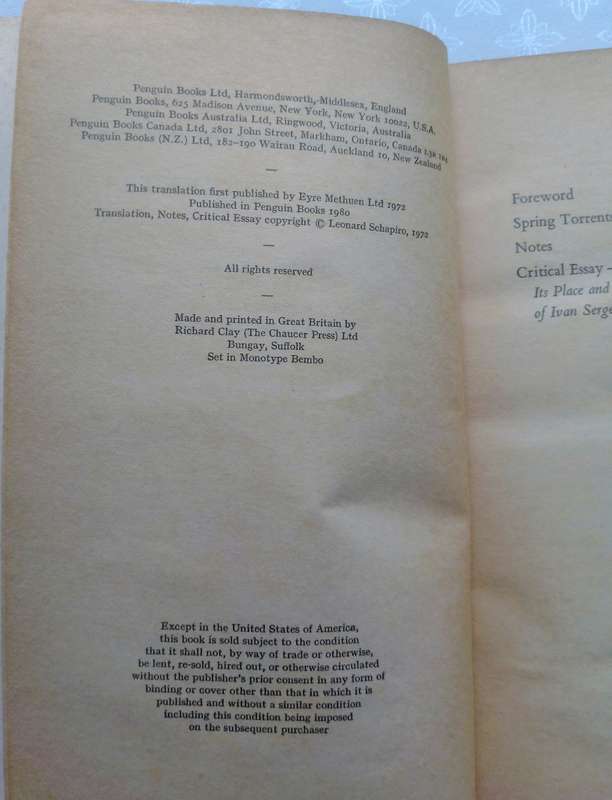 Penguin Books Ltd, Harmondsworth, Middlesex, England
Penguin Books, 625 Madison Avenue, New York, New York 10022, U.S.A.
Penguin Books Australia Ltd, Ringwood, Victoria, Australia
Penguin Books Canada Ltd, 2801 John Street, Markham, Ontario, Canada
Penguin Books (N.Z.) Ltd, 182–190 Wairau Road, Auckland 10, New Zealand
—
This translation first published by Eyre Methuen Ltd 1972
Published in Penguin Books 1980
Translation, Notes, Critical Essay copyright © Leonard Schapiro, 1972
—
All rights reserved
—
Made and printed in Great Britain by
Richard Clay (The Chaucer Press) Ltd
Bungay, Suffolk
Set in Monotype Bembo
Except in the United States of America,
this book is sold subject to the condition
that it shall not, by way of trade or otherwise,
be lent, re-sold, hired out, or otherwise circulated
without the publisher's prior consent in any form of
binding or cover other than that in which it is
published and without a similar condition
including this condition being imposed
on the subsequent purchaser
Foreword
Spring Torrents
Notes
Critical Essay –
Its Place and
of Ivan Serge